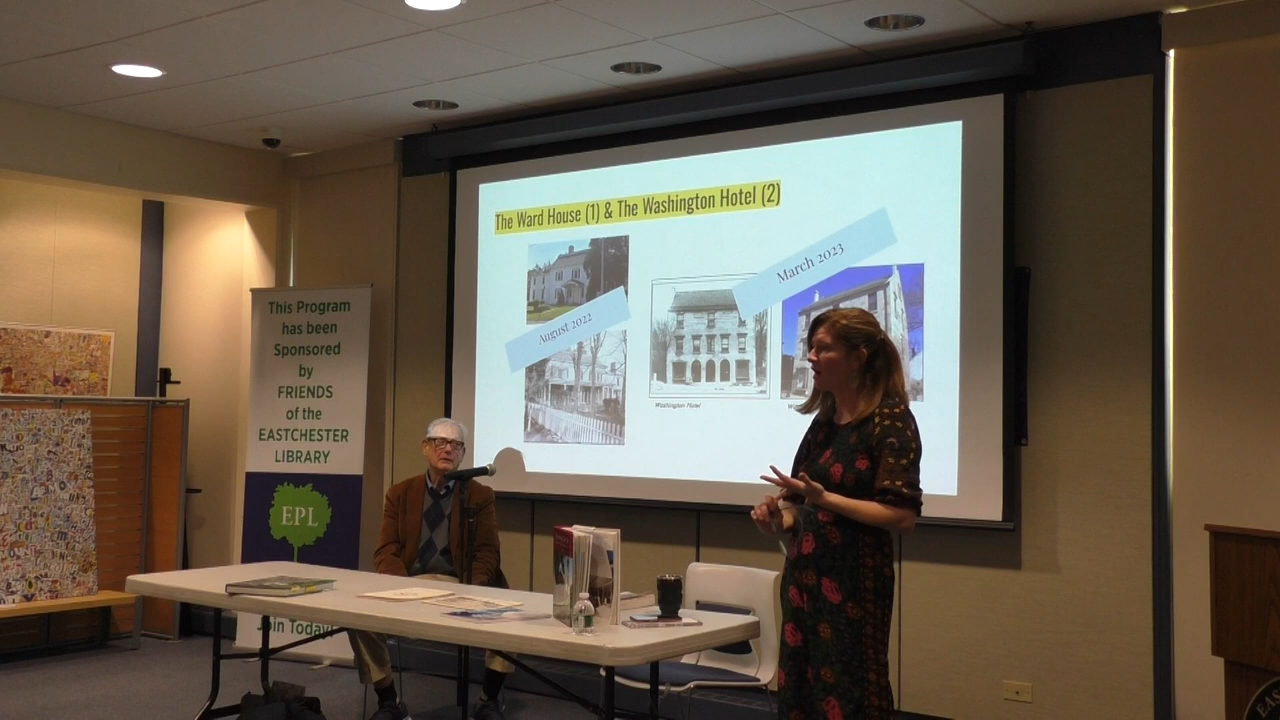 This Program
has been
Sponsored
by
FRIENDS
of the
EASTCHESTER
LIBRARY
EPL
Join Today!
The Ward House (1) & The Washington Hotel (2)
August 2022
March 2023
Washington Hotel